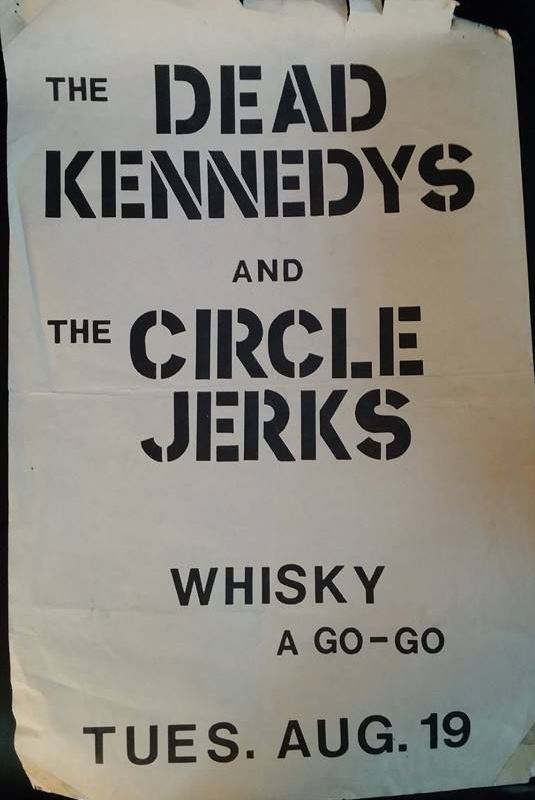 THE DEAD
KENNEDYS
AND
THE CIRCLE
JERKS
WHISKY
A GO-GO
TUES. AUG. 19